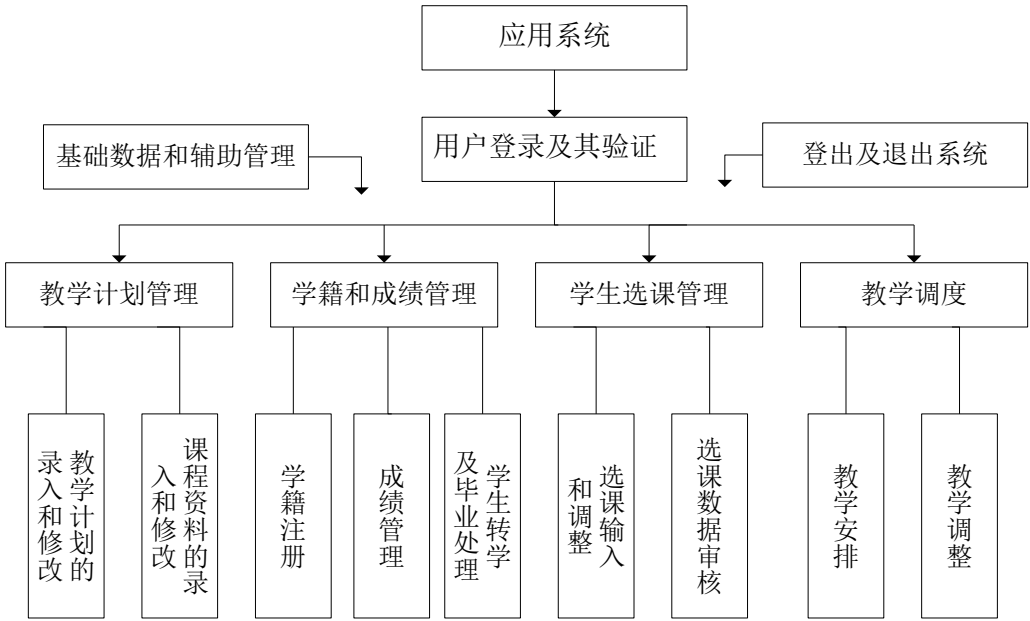 应用系统
基础数据和辅助管理
用户登录及其验证
登出及退出系统
教学计划管理
学籍和成绩管理
学生选课管理
教学调度
教学计划的
录入和修改
课程资料的录
入和修改
学籍注册
成绩管理
学生转学
及毕业处理
选课输入
和调整
选课数据审核
教学安排
教学调整